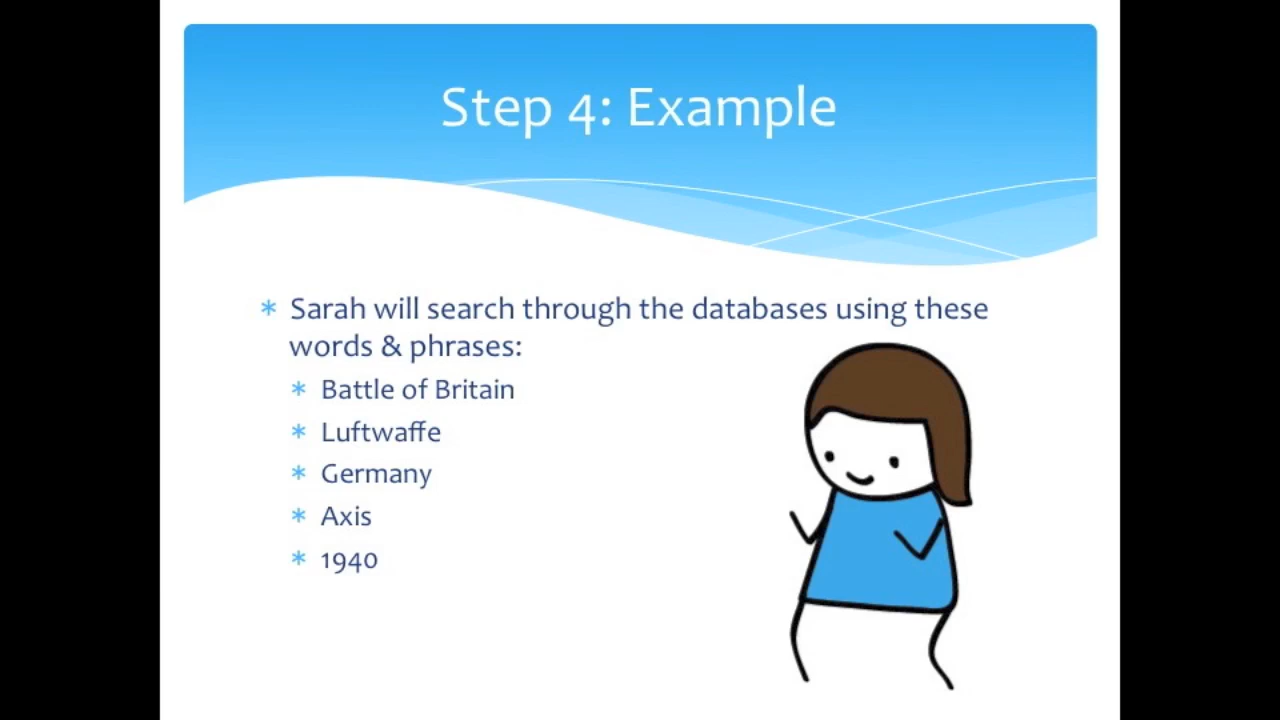 Step 4: Example
* Sarah will search through the databases using these
words & phrases:
* Battle of Britain
* Luftwaffe
* Germany
* Axis
* 1940